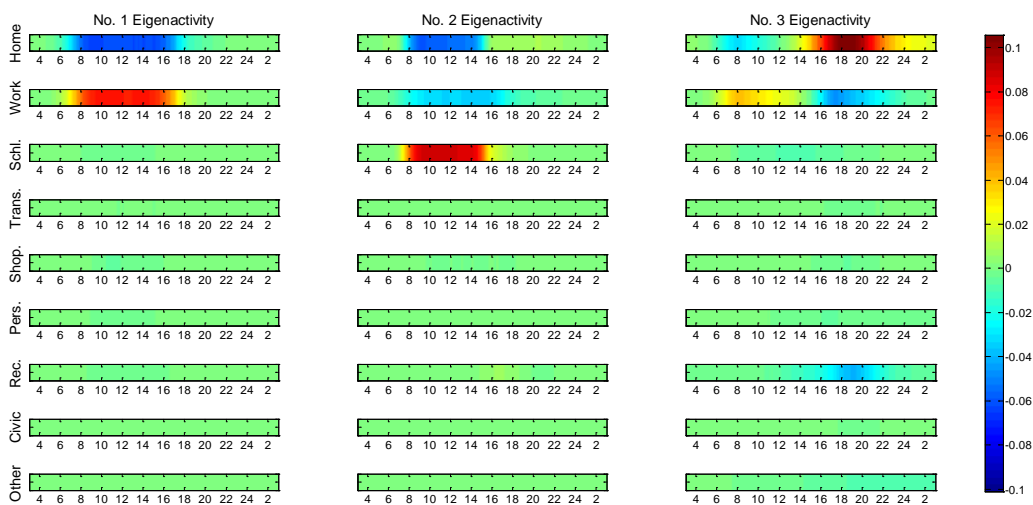 No. 1 Eigenactivity No. 2 Eigenactivity No. 3 Eigenactivity
Home
4 6 8 10 12 14 16 18 20 22 24 2 4 6 8 10 12 14 16 18 20 22 24 2 4 6 8 10 12 14 16 18 20 22 24 2
Work
4 6 8 10 12 14 16 18 20 22 24 2 4 6 8 10 12 14 16 18 20 22 24 2 4 6 8 10 12 14 16 18 20 22 24 2
Schl.
4 6 8 10 12 14 16 18 20 22 24 2 4 6 8 10 12 14 16 18 20 22 24 2 4 6 8 10 12 14 16 18 20 22 24 2
Trans.
4 6 8 10 12 14 16 18 20 22 24 2 4 6 8 10 12 14 16 18 20 22 24 2 4 6 8 10 12 14 16 18 20 22 24 2
Shop.
4 6 8 10 12 14 16 18 20 22 24 2 4 6 8 10 12 14 16 18 20 22 24 2 4 6 8 10 12 14 16 18 20 22 24 2
Pers.
4 6 8 10 12 14 16 18 20 22 24 2 4 6 8 10 12 14 16 18 20 22 24 2 4 6 8 10 12 14 16 18 20 22 24 2
Rec.
4 6 8 10 12 14 16 18 20 22 24 2 4 6 8 10 12 14 16 18 20 22 24 2 4 6 8 10 12 14 16 18 20 22 24 2
Civic
4 6 8 10 12 14 16 18 20 22 24 2 4 6 8 10 12 14 16 18 20 22 24 2 4 6 8 10 12 14 16 18 20 22 24 2
Other
4 6 8 10 12 14 16 18 20 22 24 2 4 6 8 10 12 14 16 18 20 22 24 2 4 6 8 10 12 14 16 18 20 22 24 2
0.1
0.08
0.06
0.04
0.02
0
-0.02
-0.04
-0.06
-0.08
-0.1